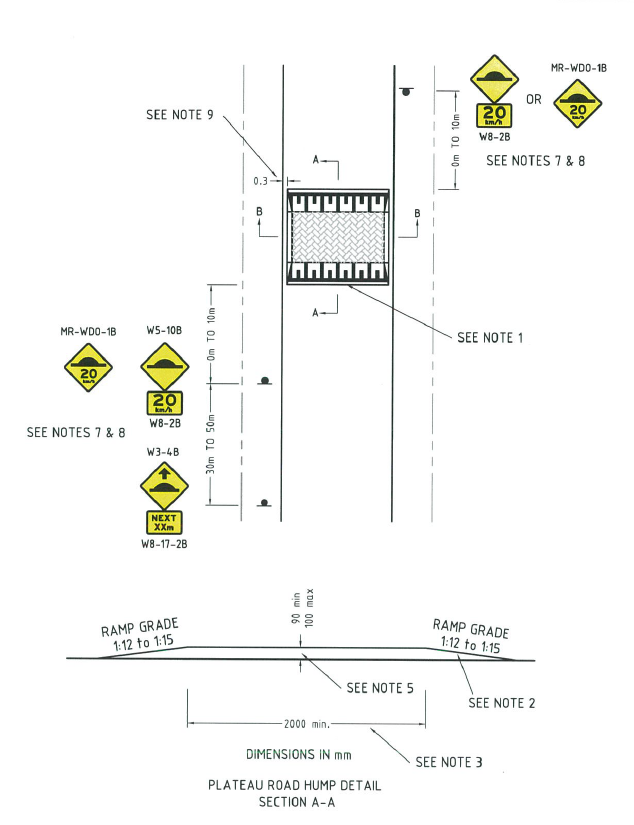 MR-WDO-1B
20
km/h
OR
20
km/h
W8-2B
SEE NOTES 7 & 8
0m TO 10m
SEE NOTE 9
A
0.3
B
B
A
SEE NOTE 1
0m TO 10m
MR-WDO-1B
W5-10B
20
km/h
20
km/h
W8-2B
SEE NOTES 7 & 8
30m TO 50m
W3-4B
NEXT
XXm
W8-17-2B
90 min
100 max
RAMP GRADE
1:12 to 1:15
RAMP GRADE
1:12 to 1:15
SEE NOTE 5
SEE NOTE 2
2000 min.
SEE NOTE 3
DIMENSIONS IN mm
PLATEAU ROAD HUMP DETAIL
SECTION A-A